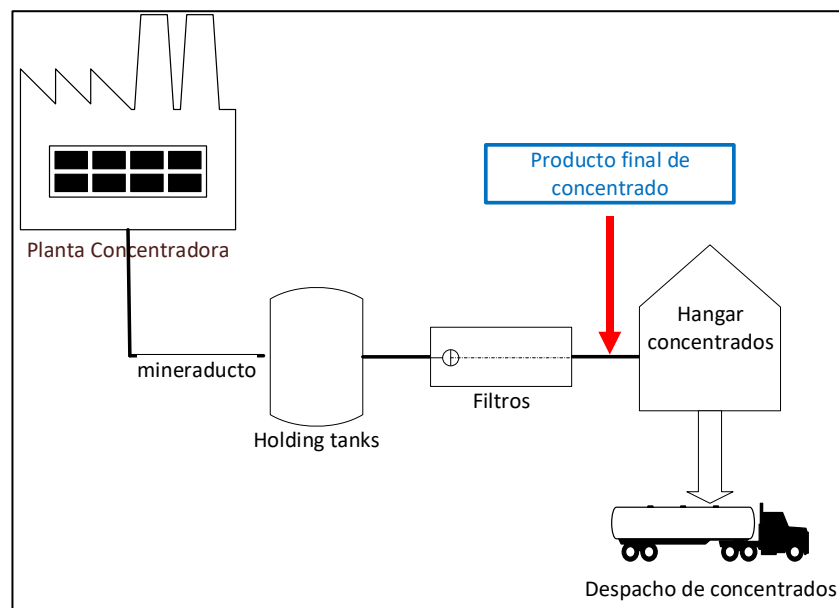 Producto final de
concentrado
Planta Concentradora
Hangar
concentrados
mineraducto
Filtros
Holding tanks
Despacho de concentrados